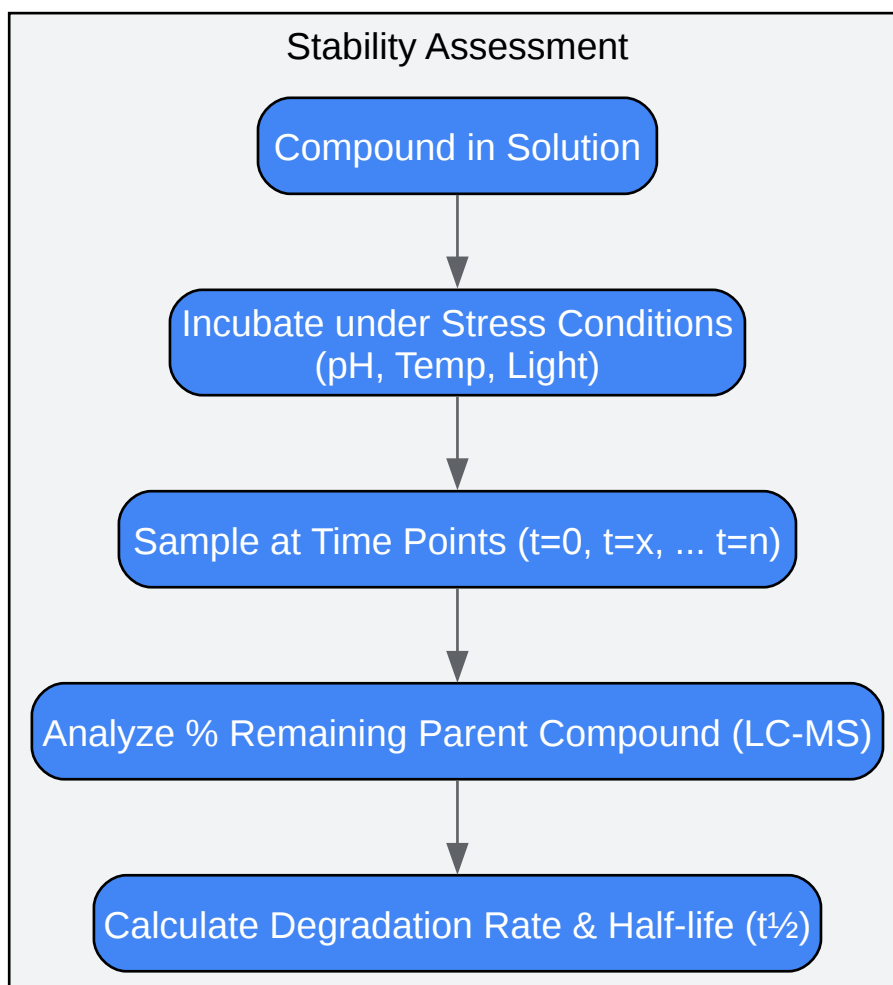 Stability Assessment
Compound in Solution
Incubate under Stress Conditions
(pH, Temp, Light)
Sample at Time Points (t=0, t=x, ... t=n)
Analyze % Remaining Parent Compound (LC-MS)
Calculate Degradation Rate & Half-life (t½)